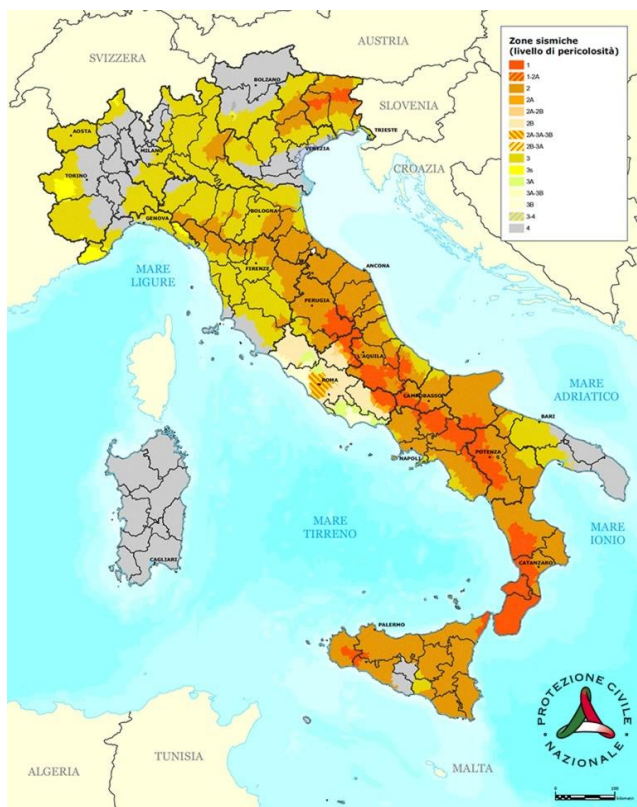 AUSTRIA
SVIZZERA
Zone sismiche
(livello di pericolosità)
1
1-2A
2
2A
2A-2B
2B
2A-3A-3B
2B-3A
3
3s
3A
3A-3B
3B
3-4
4
BOLZANO
SLOVENIA
AOSTA
TRIESTE
MILANO
VENEZIA
TORINO
CROAZIA
BOLOGNA
GENOVA
MARE
LIGURE
FIRENZE
ANCONA
PERUGIA
L'AQUILA
ROMA
CAMPOBASSO
MARE
ADRIATICO
BARI
NAPOLI
POTENZA
MARE
TIRRENO
MARE
IONIO
CAGLIARI
CATANZARO
PALERMO
PROTEZIONE CIVILE
NAZIONALE
ALGERIA
TUNISIA
MALTA
0